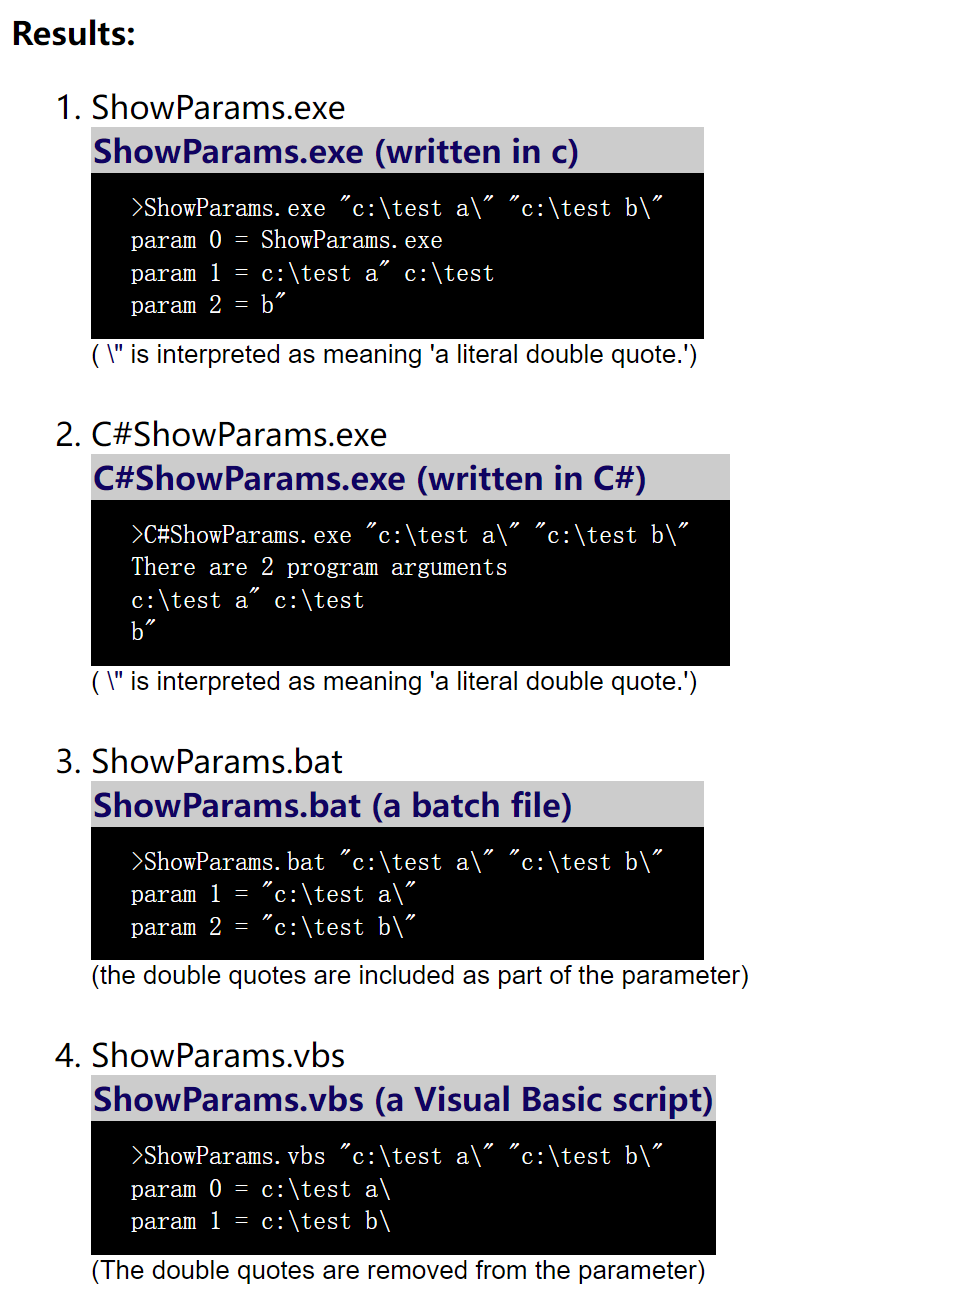 Results:
1. ShowParams.exe
ShowParams.exe (written in c)
>ShowParams.exe "c:\test a\" "c:\test b\"
param 0 = ShowParams.exe
param 1 = c:\test a" c:\test
param 2 = b"
( \" is interpreted as meaning 'a literal double quote.')
2. C#ShowParams.exe
C#ShowParams.exe (written in C#)
>C#ShowParams.exe "c:\test a\" "c:\test b\"
There are 2 program arguments
c:\test a" c:\test
b"
( \" is interpreted as meaning 'a literal double quote.')
3. ShowParams.bat
ShowParams.bat (a batch file)
>ShowParams.bat "c:\test a\" "c:\test b\"
param 1 = "c:\test a\"
param 2 = "c:\test b\"
(the double quotes are included as part of the parameter)
4. ShowParams.vbs
ShowParams.vbs (a Visual Basic script)
>ShowParams.vbs "c:\test a\" "c:\test b\"
param 0 = c:\test a\
param 1 = c:\test b\
(The double quotes are removed from the parameter)